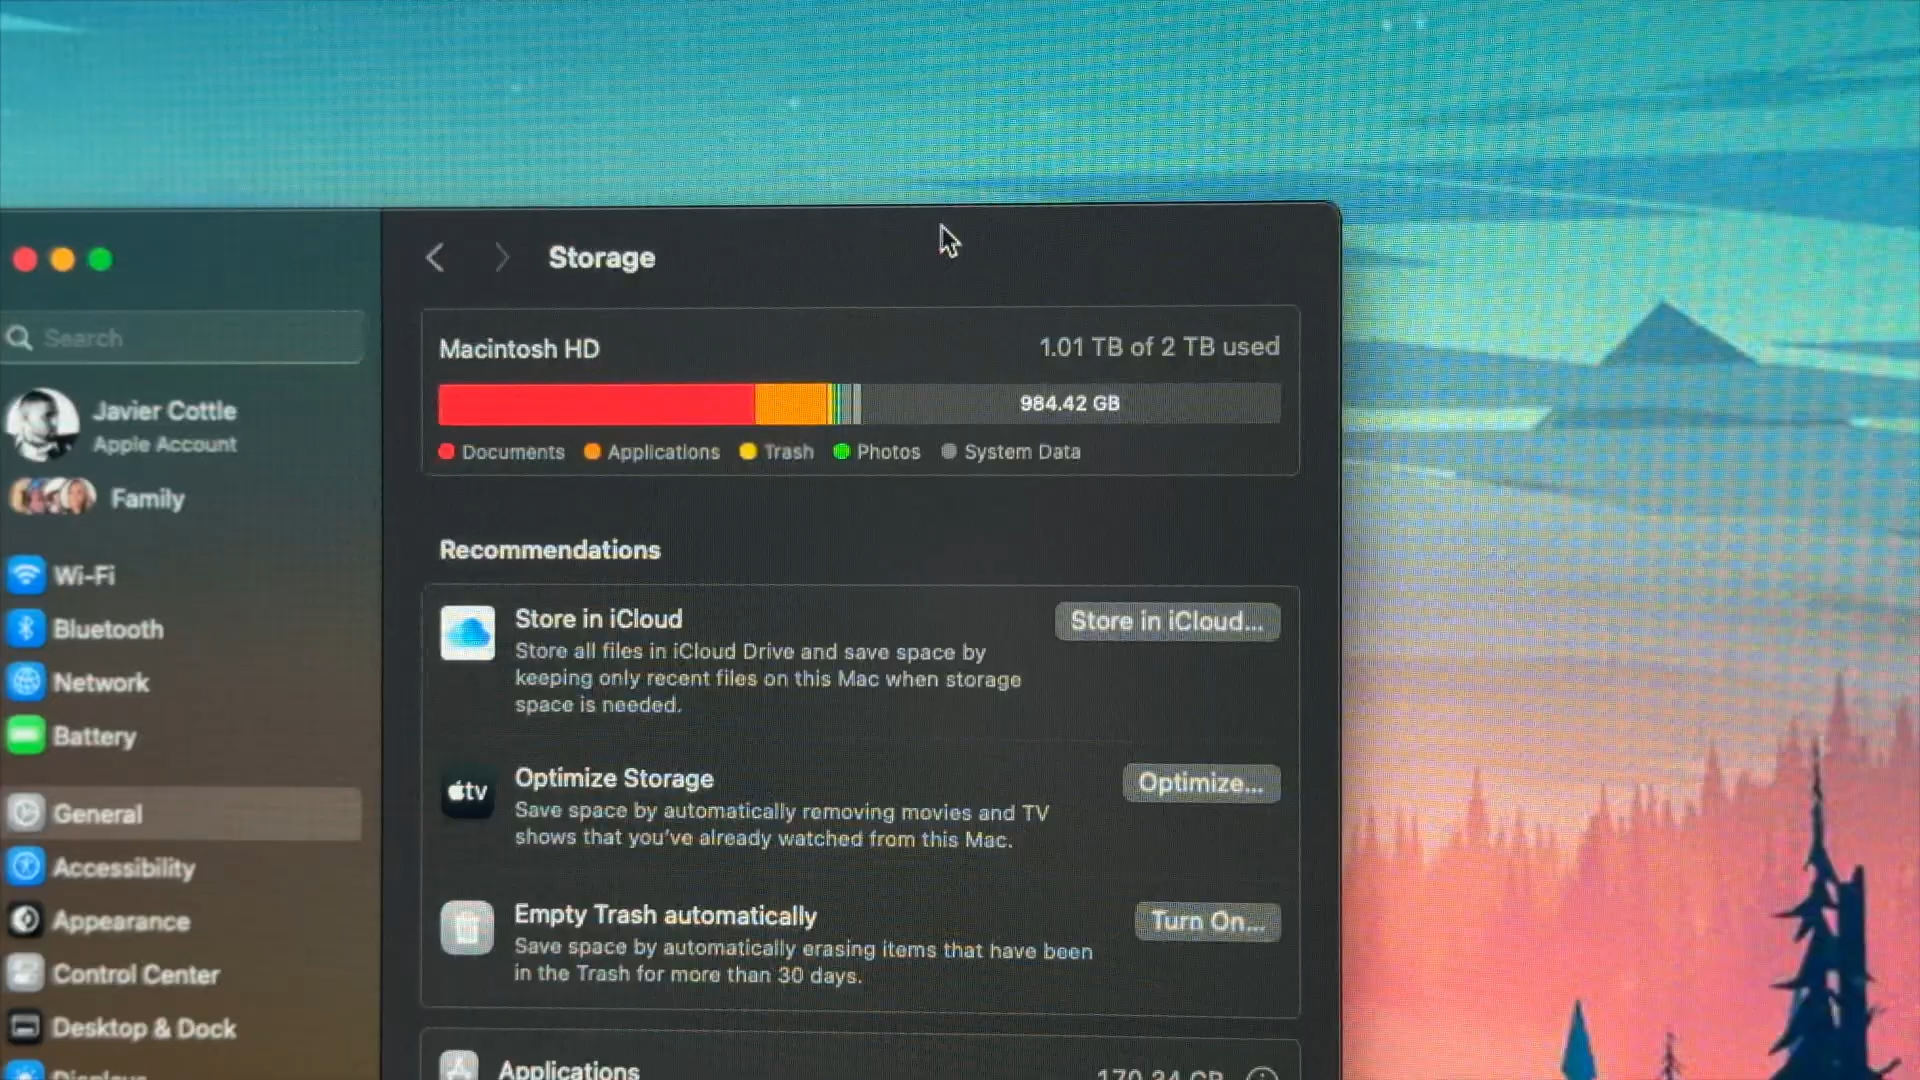 Storage
Search
Javier Cottle
Apple Account
Family
Wi-Fi
Bluetooth
Network
Battery
General
Accessibility
Appearance
Control Center
Desktop & Dock
Displays
Macintosh HD
1.01 TB of 2 TB used
984.42 GB
Documents Applications Trash Photos System Data
Recommendations
Store in iCloud
Store all files in iCloud Drive and save space by
keeping only recent files on this Mac when storage
space is needed.
Store in iCloud...
tv
Optimize Storage
Save space by automatically removing movies and TV
shows that you've already watched from this Mac.
Optimize...
Empty Trash automatically
Save space by automatically erasing items that have been
in the Trash for more than 30 days.
Turn On...
Applications
170.34 GB